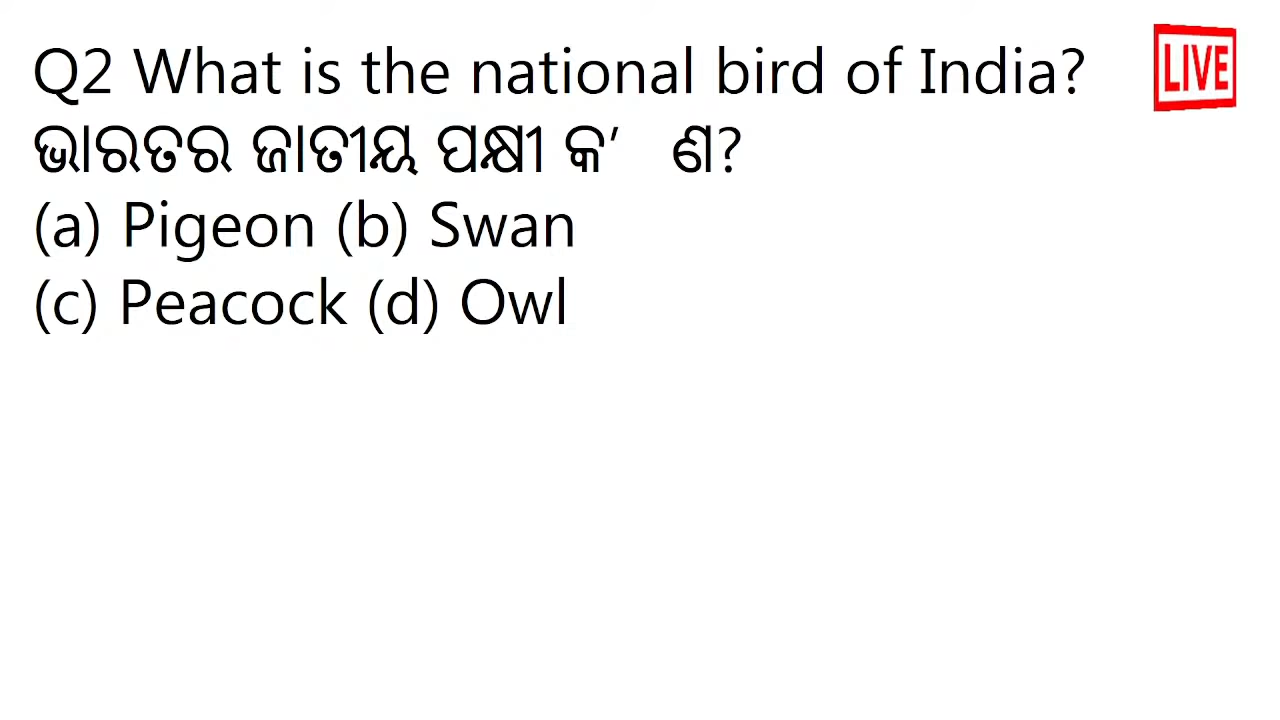 Q2 What is the national bird of India?
LIVE
ଭାରତର ଜାତୀୟ ପକ୍ଷୀ କ’ ଣ?
(a) Pigeon (b) Swan
(c) Peacock (d) Owl